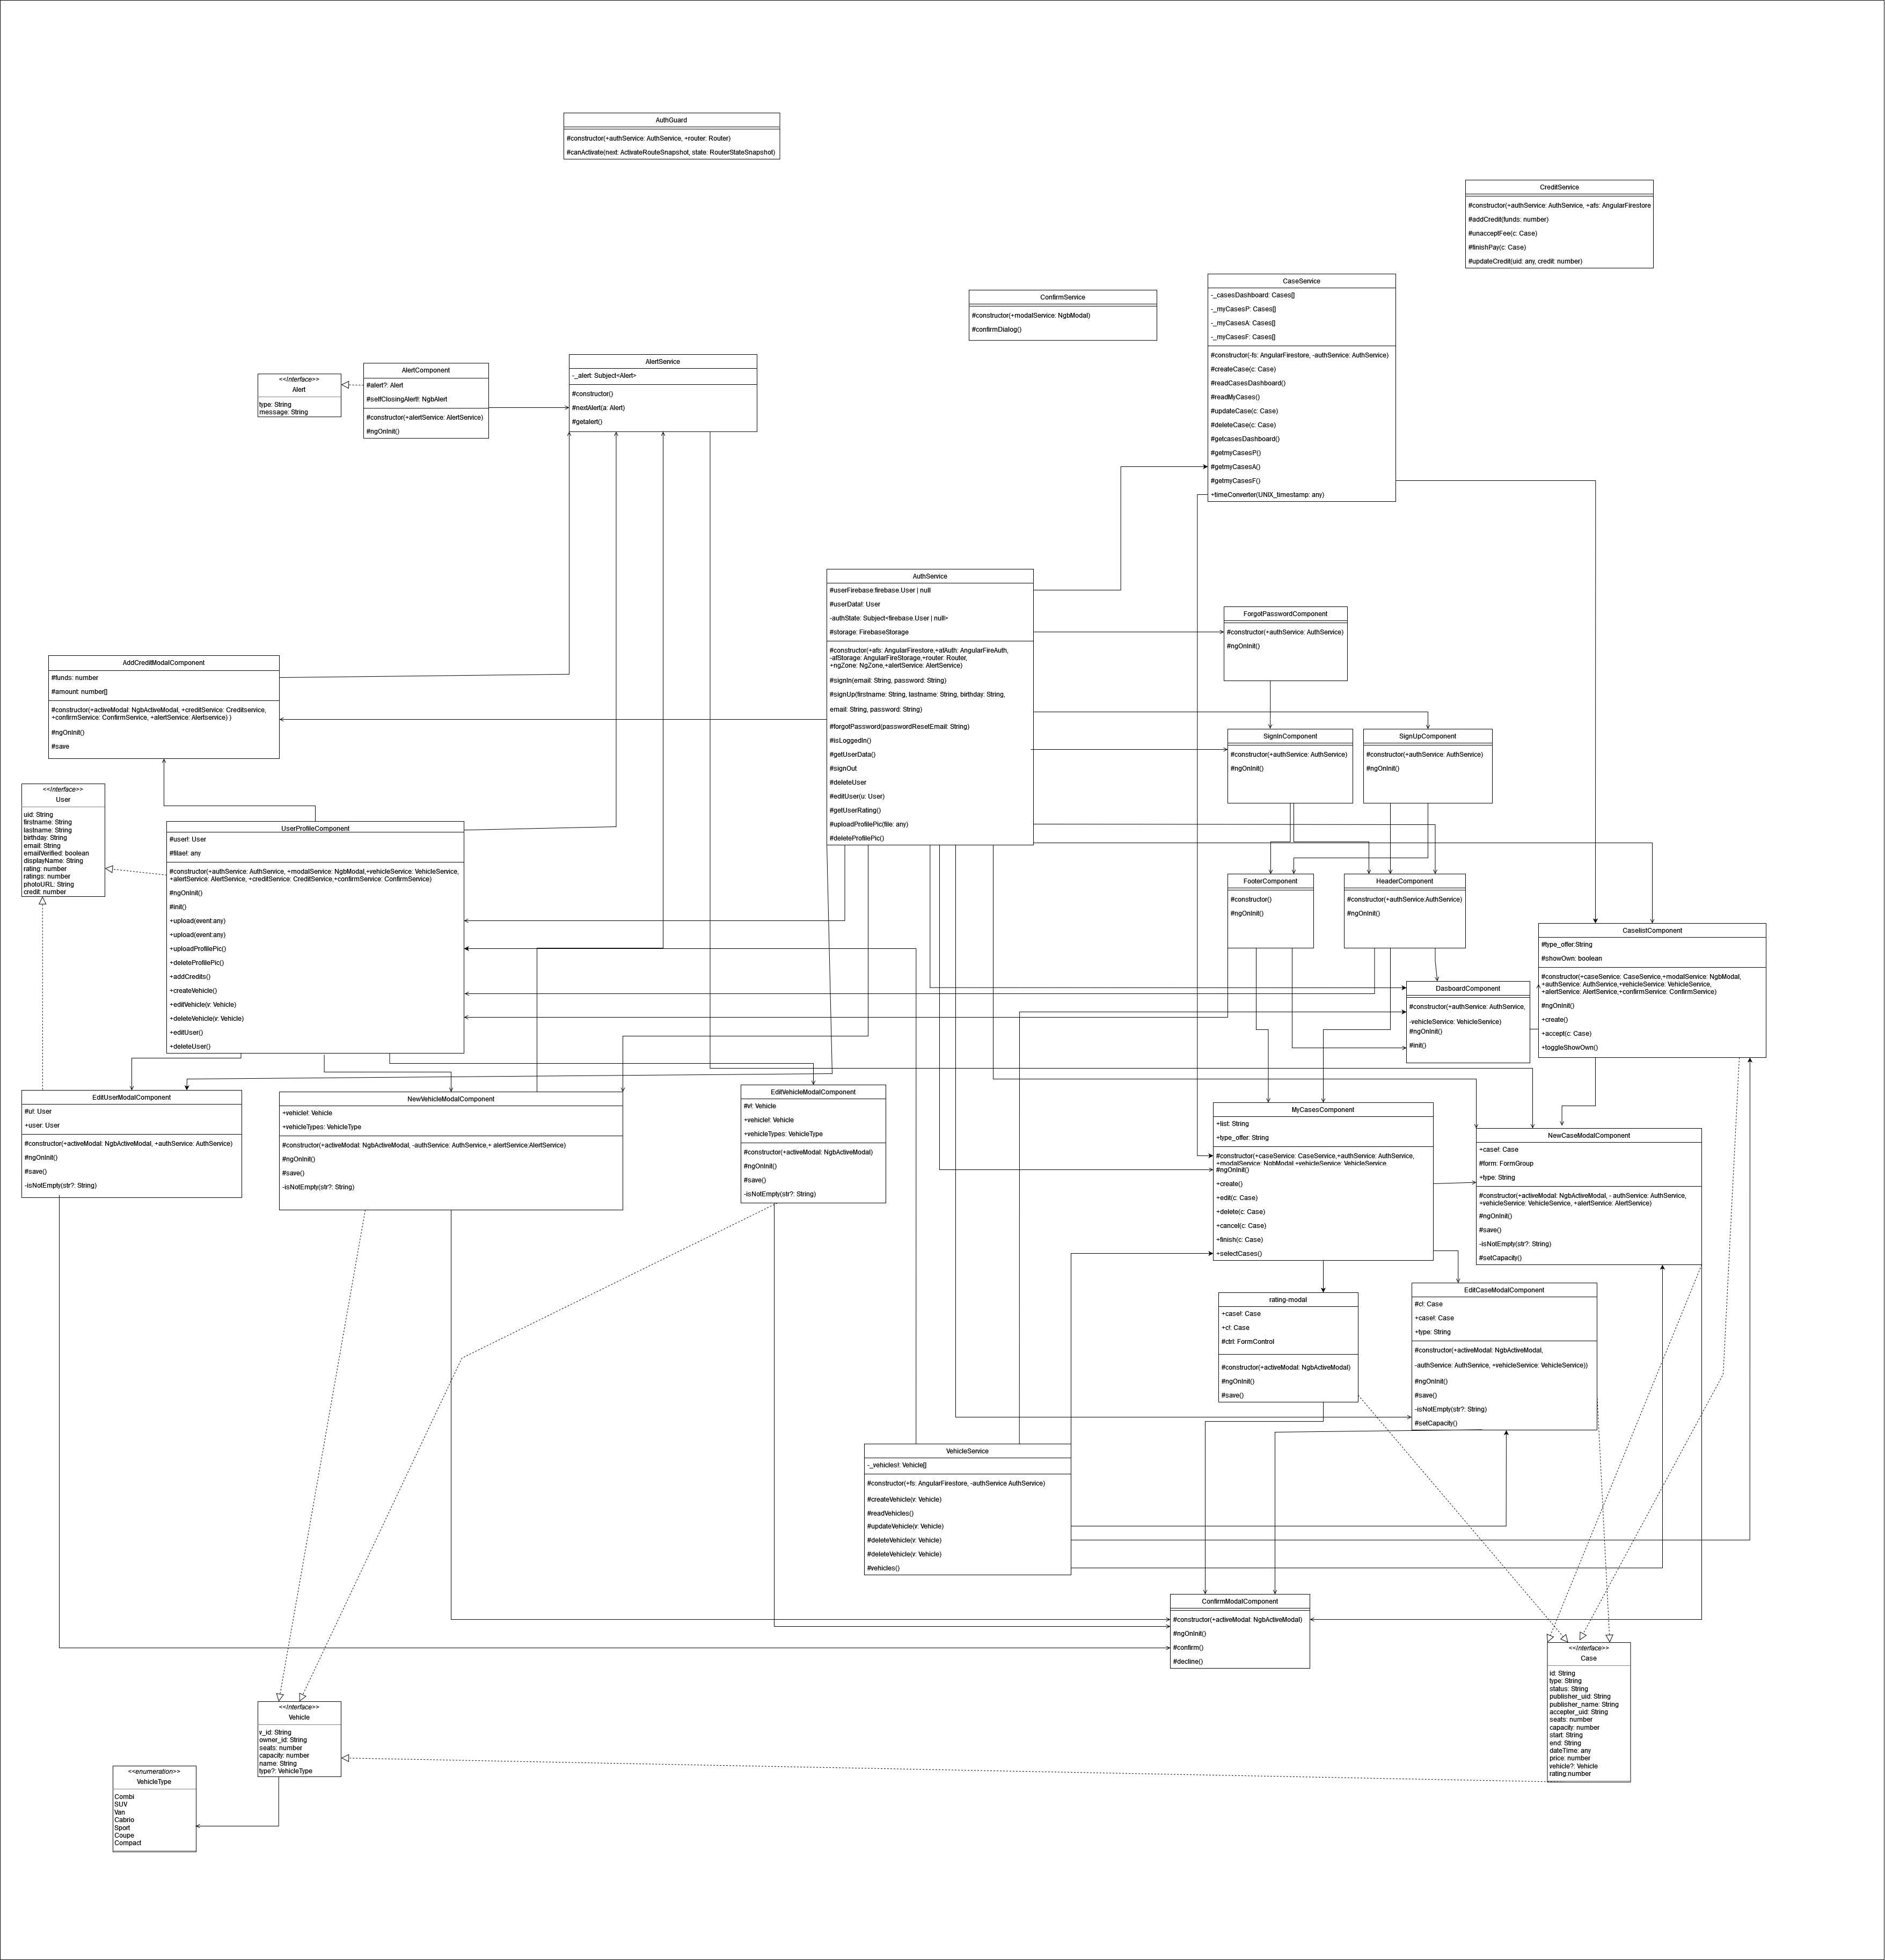 AuthGuard
#constructor(+authService: AuthService, +router: Router)
#canActivate(next: ActivateRouteSnapshot, state: RouterStateSnapshot)
CreditService
#constructor(+authService: AuthService, +afs: AngularFirestore
#addCredit(funds: number)
#unacceptFee(c: Case)
#finishPay(c: Case)
#updateCredit(uid: any, credit: number)
CaseService
-_casesDashboard: Cases[]
-_myCasesP: Cases[]
-_myCasesA: Cases[]
-_myCasesF: Cases[]
#constructor(-fs: AngularFirestore, -authService: AuthService)
#createCase(c: Case)
#readCasesDashboard()
#readMyCases()
#updateCase(c: Case)
#deleteCase(c: Case)
#getcasesDashboard()
#getmyCasesP()
#getmyCasesA()
#getmyCasesF()
+timeConverter(UNIX_timestamp: any)
ConfirmService
#constructor(+modalService: NgbModal)
#confirmDialog()
<<Interface>>
Alert
type: String
message: String
AlertComponent
#alert?: Alert
#selfClosingAlert!: NgbAlert
#constructor(+alertService: AlertService)
#ngOnInit()
AlertService
-_alert: Subject<Alert>
#constructor()
#nextAlert(a: Alert)
#getalert()
AuthService
#userFirebase:firebase.User | null
#userData!: User
-authState: Subject<firebase.User | null>
#storage: FirebaseStorage
#constructor(+afs: AngularFirestore,+afAuth: AngularFireAuth,
-afStorage: AngularFireStorage,+router: Router,
+ngZone: NgZone,+alertService: AlertService)
#signIn(email: String, password: String)
#signUp(firstname: String, lastname: String, birthday: String,
email: String, password: String)
#forgotPassword(passwordResetEmail: String)
#isLoggedIn()
#getUserData()
#signOut
#deleteUser
#editUser(u: User)
#getUserRating()
#uploadProfilePic(file: any)
#deleteProfilePic()
ForgotPasswordComponent
#constructor(+authService: AuthService)
#ngOnInit()
AddCreditModalComponent
#funds: number
#amount: number[]
#constructor(+activeModal: NgbActiveModal, +creditService: Creditservice,
+confirmService: ConfirmService, +alertService: Alertservice) )
#ngOnInit()
#save
SignInComponent
#constructor(+authService: AuthService)
#ngOnInit()
SignUpComponent
#constructor(+authService: AuthService)
#ngOnInit()
<<Interface>>
User
uid: String
firstname: String
lastname: String
birthday: String
email: String
emailVerified: boolean
displayName: String
rating: number
ratings: number
photoURL: String
credit: number
UserProfileComponent
#user!: User
#filae!: any
#constructor(+authService: AuthService, +modalService: NgbModal,+vehicleService: VehicleService,
+alertService: AlertService, +creditService: CreditService,+confirmService: ConfirmService)
#ngOnInit()
#init()
+upload(event:any)
+upload(event:any)
+uploadProfilePic()
+deleteProfilePic()
+addCredits()
+createVehicle()
+editVehicle(v: Vehicle)
+deleteVehicle(v: Vehicle)
+editUser()
+deleteUser()
FooterComponent
#constructor()
#ngOnInit()
HeaderComponent
#constructor(+authService:AuthService)
#ngOnInit()
CaselistComponent
#type_offer:String
#showOwn: boolean
#constructor(+caseService: CaseService,+modalService: NgbModal,
+authService: AuthService,+vehicleService: VehicleService,
+alertService: AlertService,+confirmService: ConfirmService)
#ngOnInit()
+create()
+accept(c: Case)
+toggleShowOwn()
DasboardComponent
#constructor(+authService: AuthService,
-vehicleService: VehicleService)
#ngOnInit()
#init()
EditUserModalComponent
#u!: User
+user: User
#constructor(+activeModal: NgbActiveModal, +authService: AuthService)
#ngOnInit()
#save()
-isNotEmpty(str?: String)
NewVehicleModalComponent
+vehicle!: Vehicle
+vehicleTypes: VehicleType
#constructor(+activeModal: NgbActiveModal, -authService: AuthService,+ alertService:AlertService)
#ngOnInit()
#save()
-isNotEmpty(str?: String)
EditVehicleModalComponent
#v!: Vehicle
+vehicle!: Vehicle
+vehicleTypes: VehicleType
#constructor(+activeModal: NgbActiveModal)
#ngOnInit()
#save()
-isNotEmpty(str?: String)
MyCasesComponent
+list: String
+type_offer: String
#constructor(+caseService: CaseService,+authService: AuthService,
+modalService: NgbModal,+vehicleService: VehicleService
#ngOnInit()
+create()
+edit(c: Case)
+delete(c: Case)
+cancel(c: Case)
+finish(c: Case)
+selectCases()
NewCaseModalComponent
+case!: Case
#form: FormGroup
+type: String
#constructor(+activeModal: NgbActiveModal, - authService: AuthService,
+vehicleService: VehicleService, +alertService: AlertService)
#ngOnInit()
#save()
-isNotEmpty(str?: String)
#setCapacity()
rating-modal
+case!: Case
+c!: Case
#ctrl: FormControl
#constructor(+activeModal: NgbActiveModal)
#ngOnInit()
#save()
EditCaseModalComponent
#c!: Case
+case!: Case
+type: String
#constructor(+activeModal: NgbActiveModal,
-authService: AuthService, +vehicleService: VehicleService))
#ngOnInit()
#save()
-isNotEmpty(str?: String)
#setCapacity()
VehicleService
-_vehicles!: Vehicle[]
#constructor(+fs: AngularFirestore, -authService AuthService)
#createVehicle(v: Vehicle)
#readVehicles()
#updateVehicle(v: Vehicle)
#deleteVehicle(v: Vehicle)
#deleteVehicle(v: Vehicle)
#vehicles()
ConfirmModalComponent
#constructor(+activeModal: NgbActiveModal)
#ngOnInit()
#confirm()
#decline()
<<Interface>>
Case
id: String
type: String
status: String
publisher_uid: String
publisher_name: String
accepter_uid: String
seats: number
capacity: number
start: String
end: String
dateTime: any
price: number
vehicle?: Vehicle
rating:number
<<Interface>>
Vehicle
v_id: String
owner_id: String
seats: number
capacity: number
name: String
type?: VehicleType
<<enumeration>>
VehicleType
Combi
SUV
Van
Cabrio
Sport
Coupe
Compact